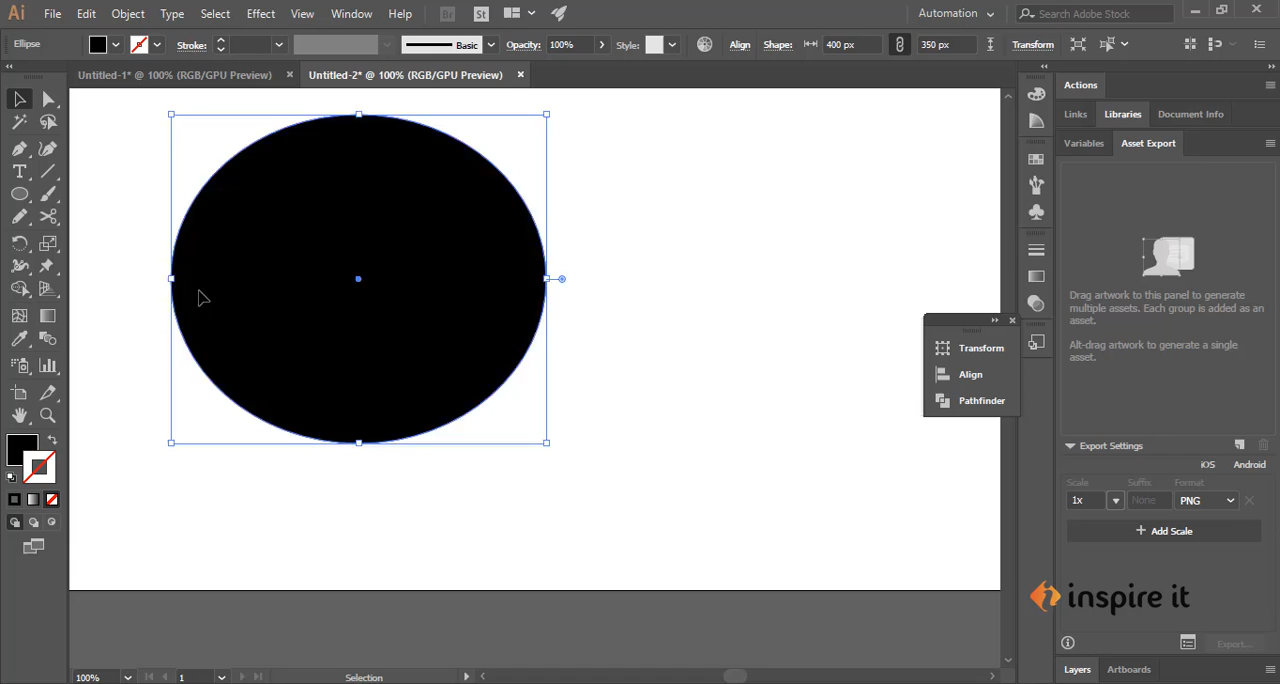 Ai File Edit Object Type Select Effect View Window Help Br St Automation Search Adobe Stock
Ellipse Stroke: Basic Opacity: 100% Style: Align Shape: 400 px 350 px Transform
Untitled-1* @ 100% (RGB/GPU Preview) Untitled-2* @ 100% (RGB/GPU Preview)
Actions
Links Libraries Document Info
Variables Asset Export
Drag artwork to this panel to generate
multiple assets. Each group is added as an
asset.
Alt-drag artwork to generate a single
asset.
Transform
Align
Pathfinder
Export Settings
iOS Android
Scale Suffix Format
1x None PNG
+ Add Scale
inspire it
Export...
Layers Artboards
100% 1 Selection